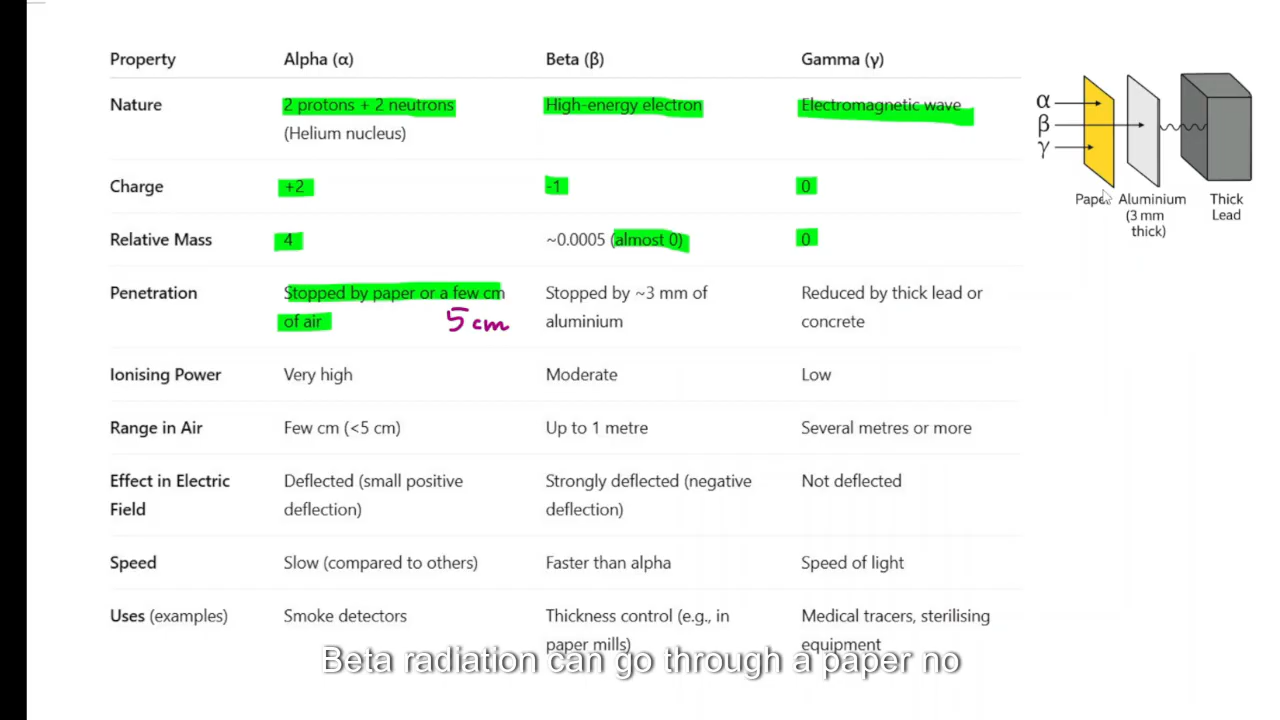 Property Alpha (α) Beta (β) Gamma (γ)
Nature 2 protons + 2 neutrons High-energy electron Electromagnetic wave
(Helium nucleus)
Charge +2 -1 0
Relative Mass 4 ~0.0005 (almost 0) 0
Penetration Stopped by paper or a few cm Stopped by ~3 mm of Reduced by thick lead or
of air 5 cm aluminium concrete
Ionising Power Very high Moderate Low
Range in Air Few cm (<5 cm) Up to 1 metre Several metres or more
Effect in Electric Deflected (small positive Strongly deflected (negative Not deflected
Field deflection) deflection)
Speed Slow (compared to others) Faster than alpha Speed of light
Uses (examples) Smoke detectors Thickness control (e.g., in Medical tracers, sterilising
paper mills) equipment
α
β
γ
Paper Aluminium Thick
(3 mm Lead
thick)
Beta radiation can go through a paper no